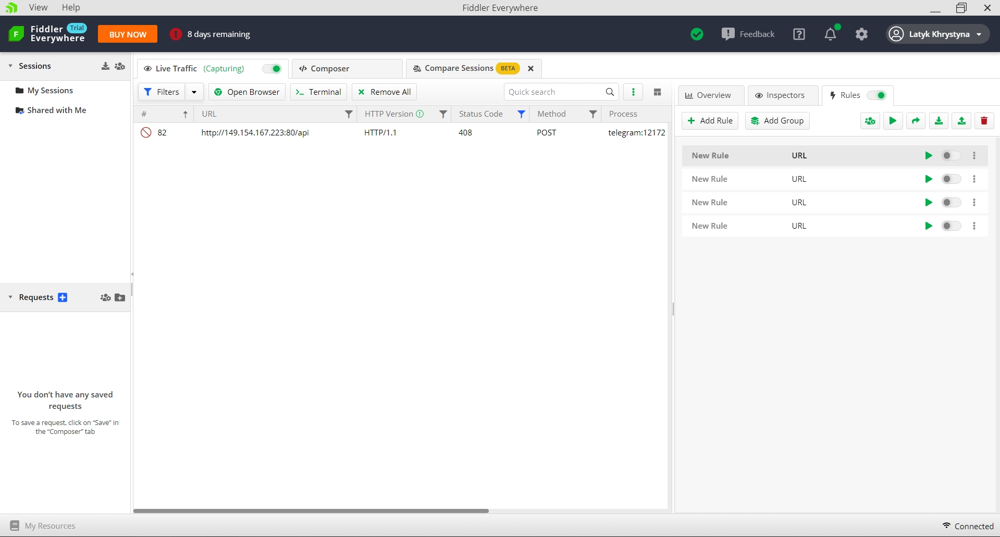 View Help Fiddler Everywhere
Fiddler Trial
Everywhere
BUY NOW
8 days remaining
Feedback
Latyk Khrystyna
Sessions
My Sessions
Shared with Me
Live Traffic (Capturing)
Composer
Compare Sessions BETA
Filters
Open Browser
Terminal
Remove All
Quick search
# URL HTTP Version Status Code Method Process
82 http://149.154.167.223:80/api HTTP/1.1 408 POST telegram:12172
Overview
Inspectors
Rules
Add Rule
Add Group
New Rule URL
New Rule URL
New Rule URL
New Rule URL
Requests
You don't have any saved
requests
To save a request, click on “Save” in
the “Composer” tab
My Resources
Connected